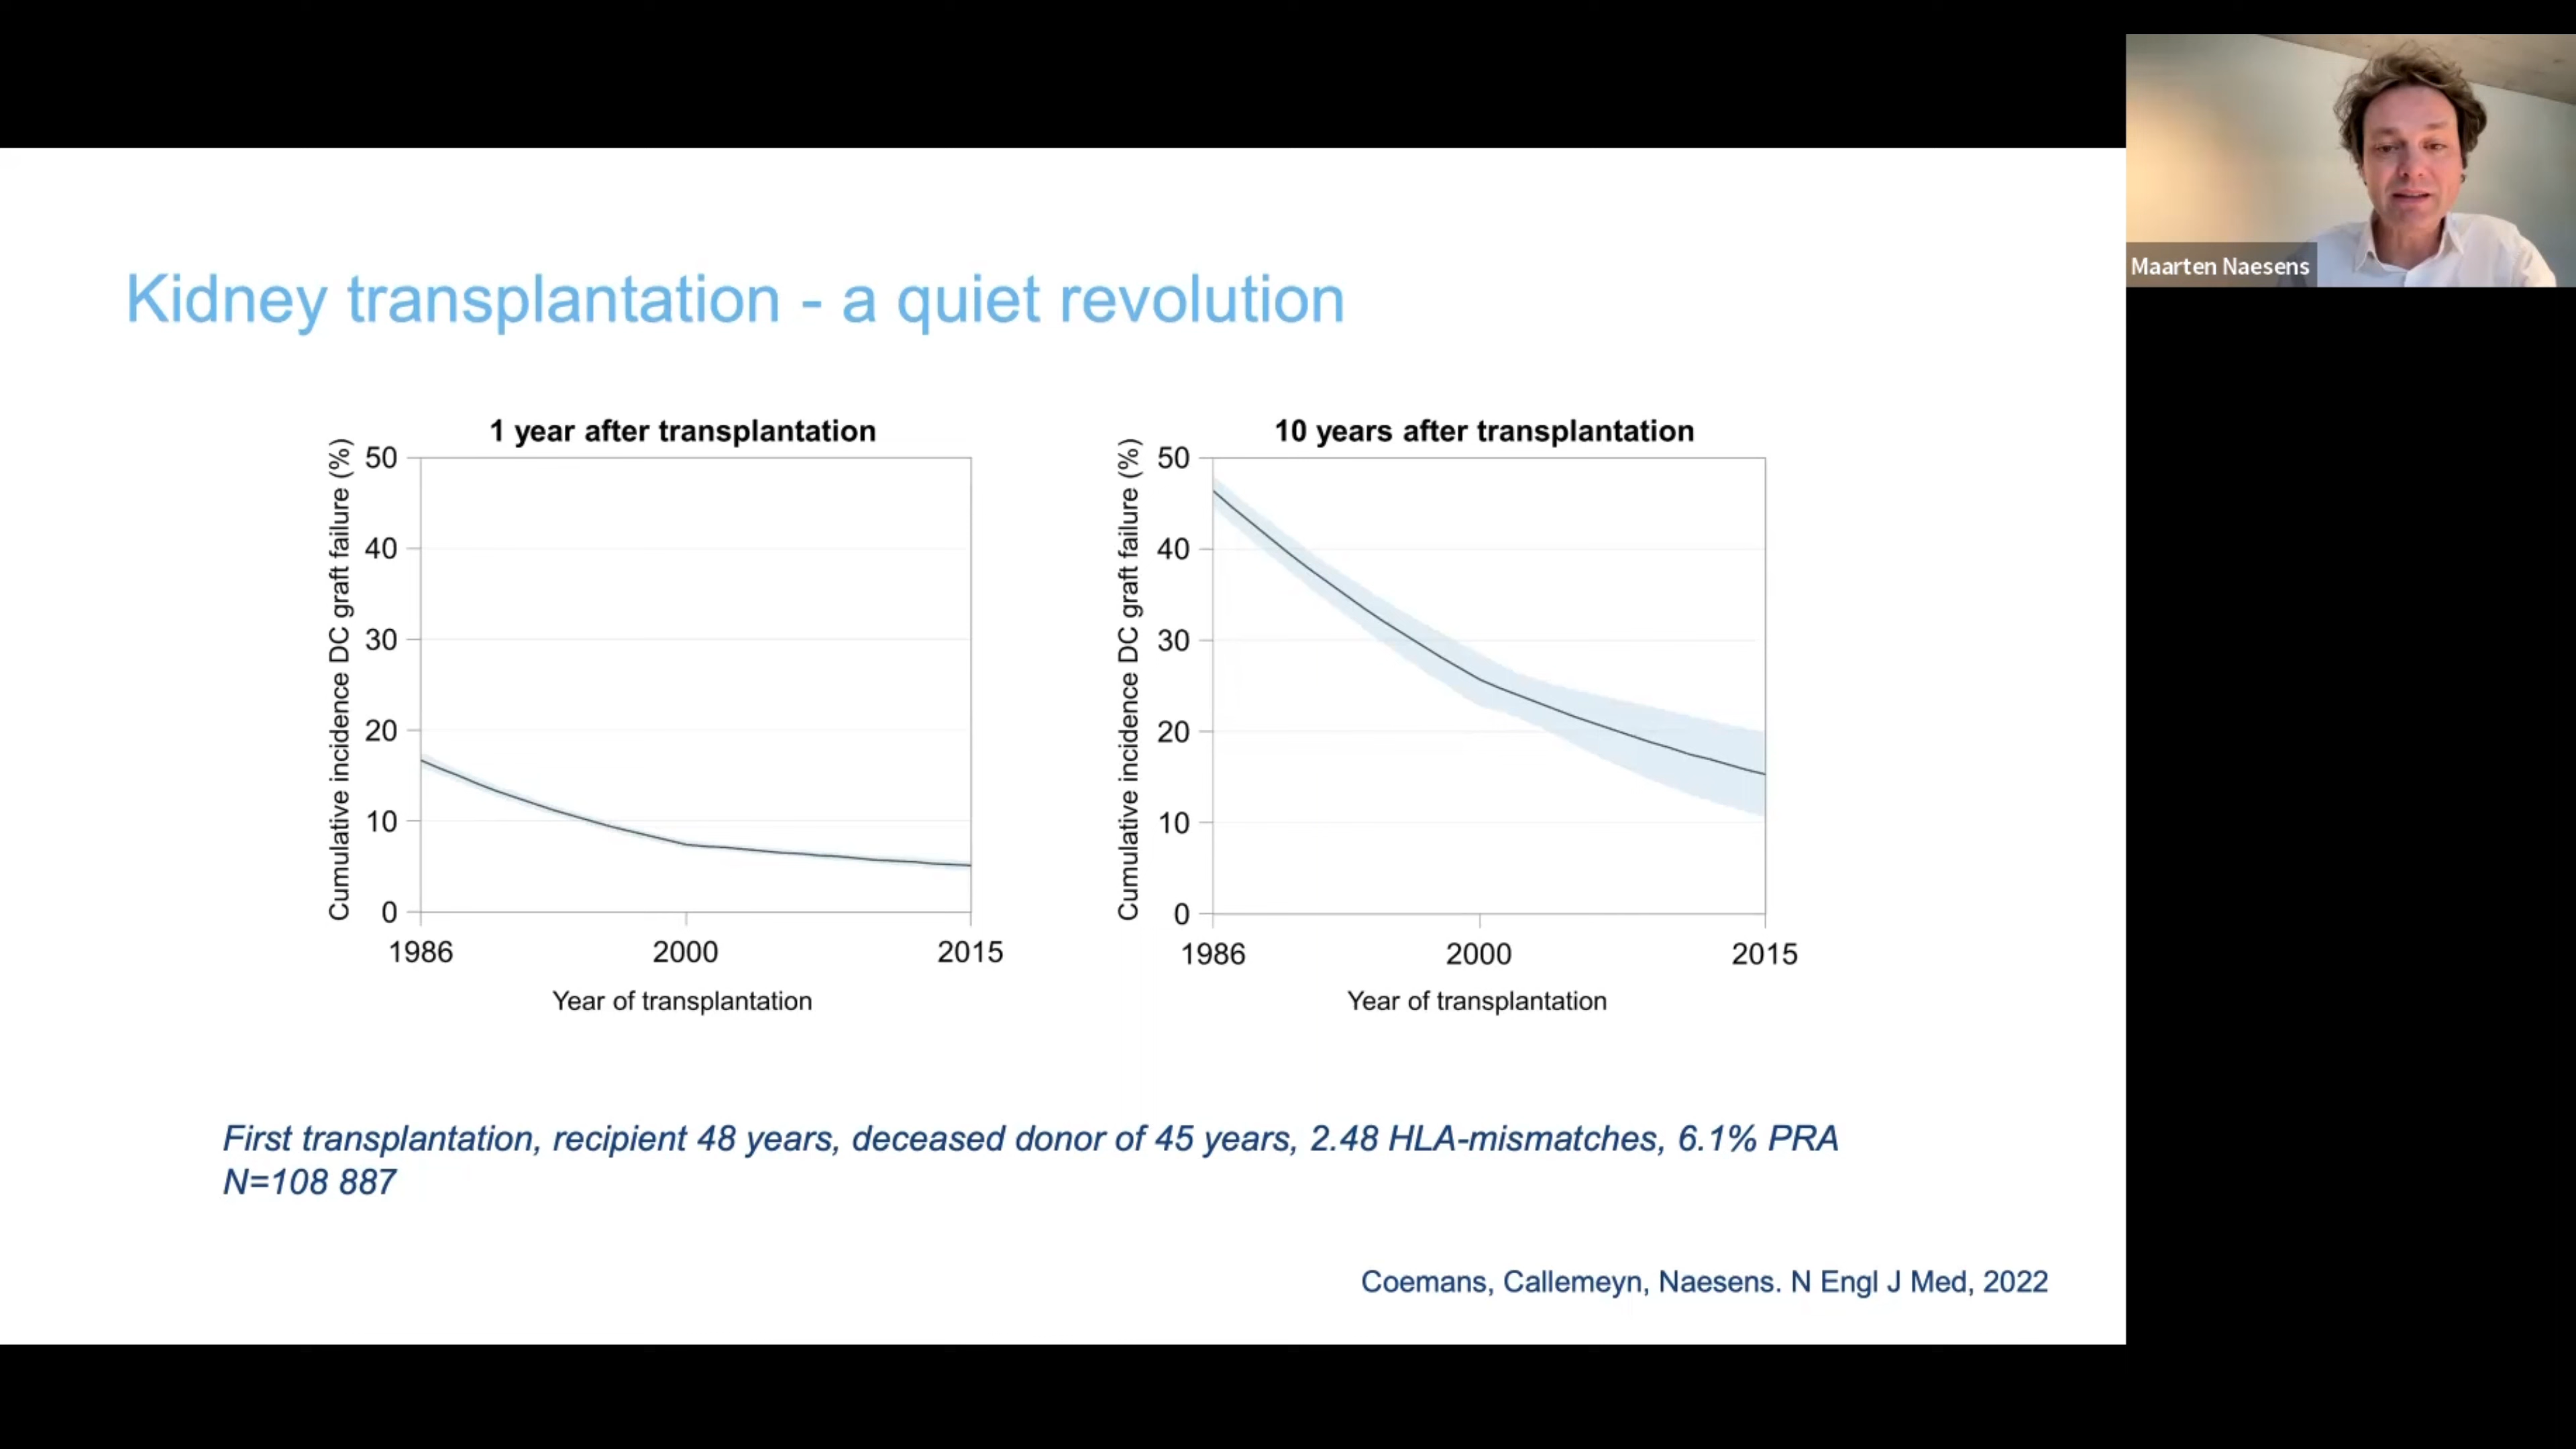 Maarten Naesens
Kidney transplantation - a quiet revolution
1 year after transplantation
Cumulative incidence DC graft failure (%)
50
40
30
20
10
0
1986 2000 2015
Year of transplantation
10 years after transplantation
Cumulative incidence DC graft failure (%)
50
40
30
20
10
0
1986 2000 2015
Year of transplantation
First transplantation, recipient 48 years, deceased donor of 45 years, 2.48 HLA-mismatches, 6.1% PRA
N=108 887
Coemans, Callemeyn, Naesens. N Engl J Med, 2022